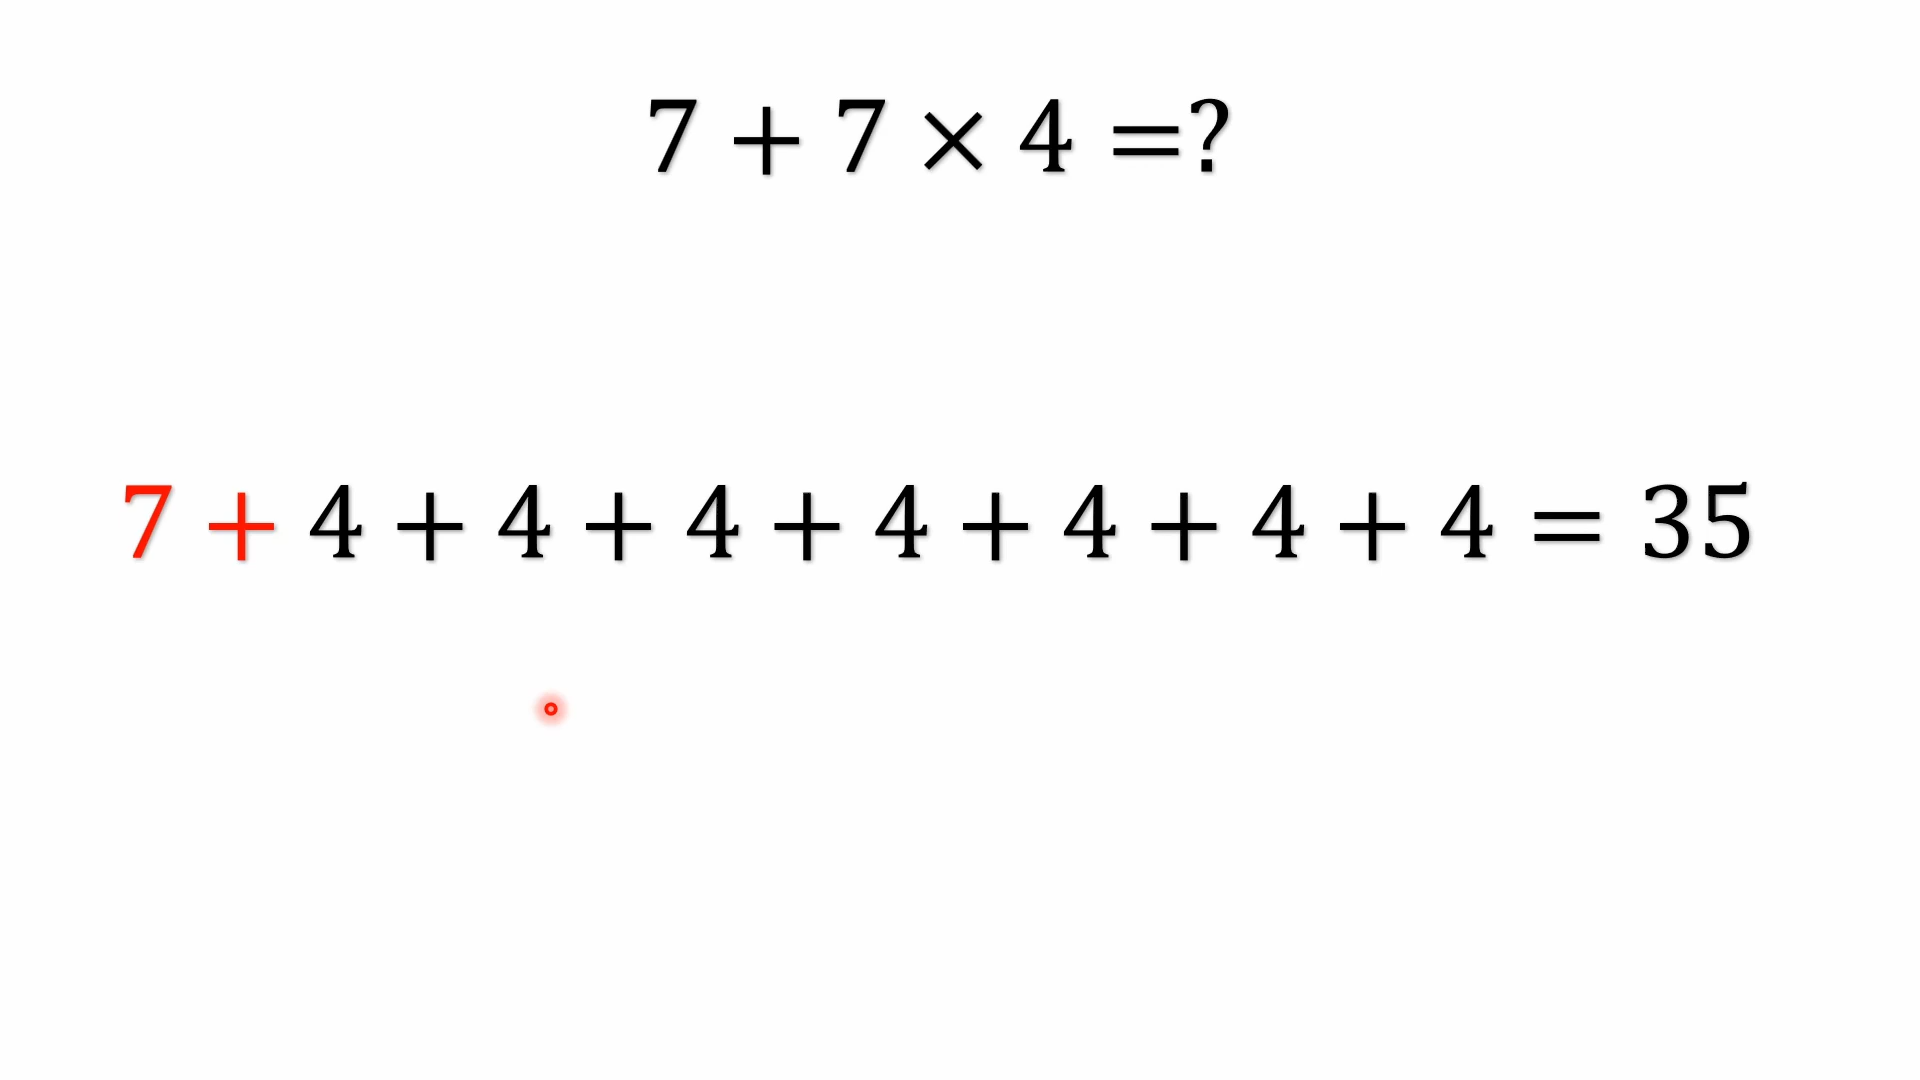 7 + 7 × 4 =?
7 + 4 + 4 + 4 + 4 + 4 + 4 + 4 = 35